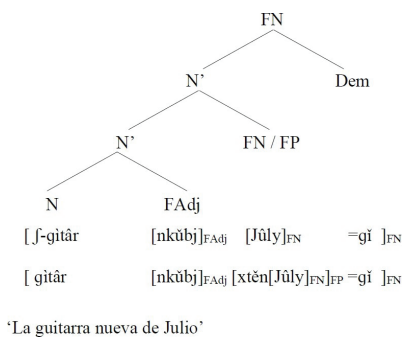 FN
N’ Dem
N’ FN / FP
N FAdj
[ ʃ-gìtâr [nkǔbj]FAdj [Jûly]FN =gǐ ]FN
[ gìtâr [nkǔbj]FAdj [xtěn[Jûly]FN]FP =gǐ ]FN
‘La guitarra nueva de Julio’